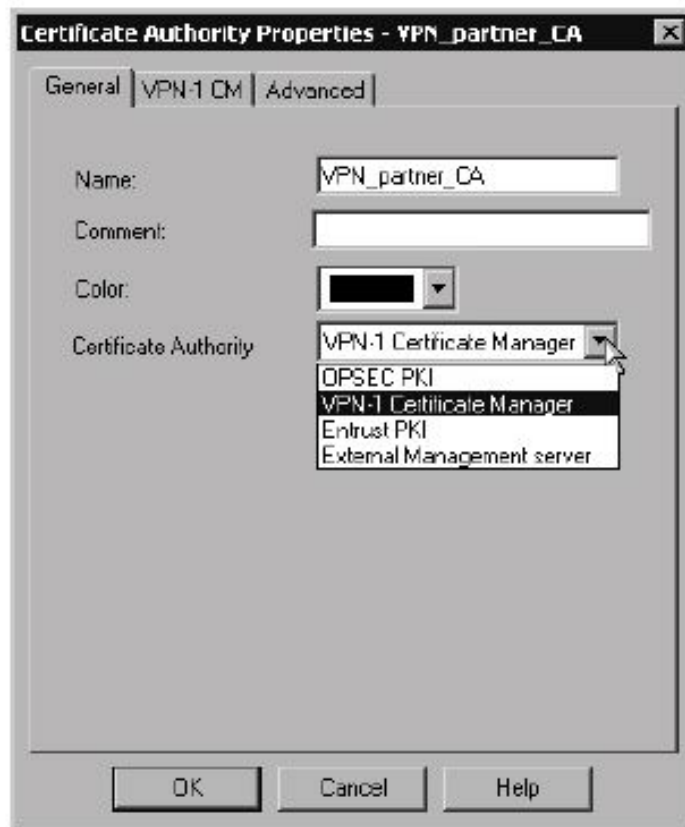 Certificate Authority Properties - VPN_partner_CA
General VPN-1 CM Advanced
Name: VPN_partner_CA
Comment:
Color:
Certificate Authority VPN-1 Certificate Manager
OPSEC PKI
VPN-1 Certificate Manager
Entrust PKI
External Management server
OK Cancel Help